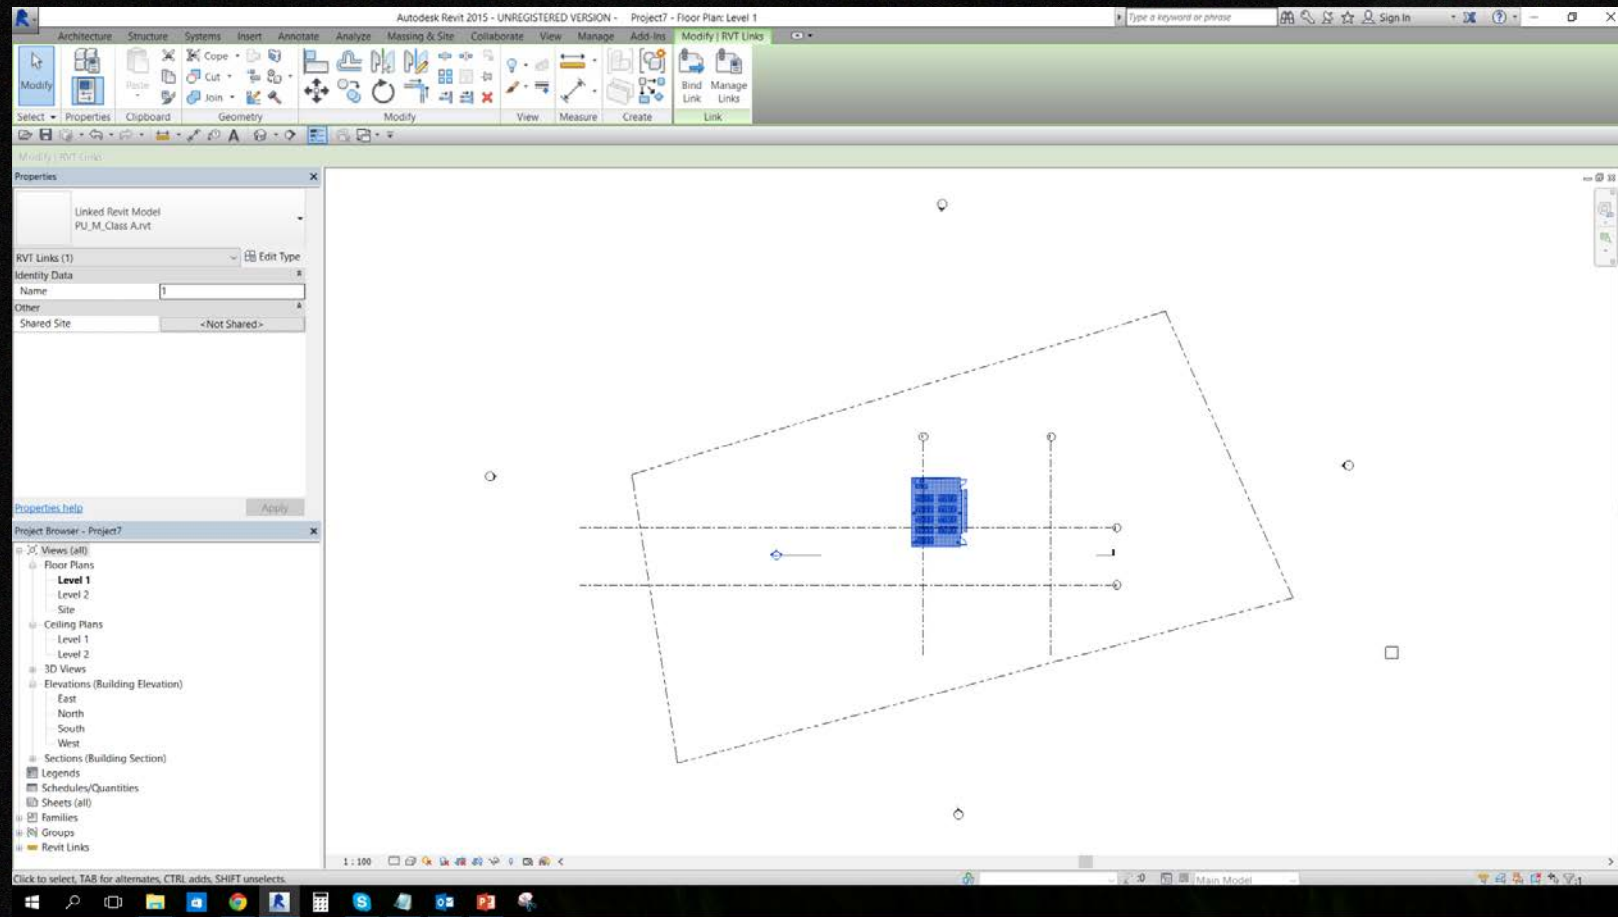 Autodesk Revit 2015 - UNREGISTERED VERSION - Project7 - Floor Plan: Level 1
Type a keyword or phrase
Sign In
Architecture Structure Systems Insert Annotate Analyze Massing & Site Collaborate View Manage Add-Ins Modify | RVT Links
Modify
Paste
Cope
Cut
Join
Bind Link
Manage Links
Select Properties Clipboard Geometry Modify View Measure Create Link
Modify | RVT Links
Properties
Linked Revit Model
PU_M_Class A.rvt
RVT Links (1) Edit Type
Identity Data
Name 1
Other
Shared Site <Not Shared>
Properties help Apply
Project Browser - Project7
Views (all)
Floor Plans
Level 1
Level 2
Site
Ceiling Plans
Level 1
Level 2
3D Views
Elevations (Building Elevation)
East
North
South
West
Sections (Building Section)
Legends
Schedules/Quantities
Sheets (all)
Families
Groups
Revit Links
1 : 100
Click to select, TAB for alternates, CTRL adds, SHIFT unselects.
:0
Main Model
:1